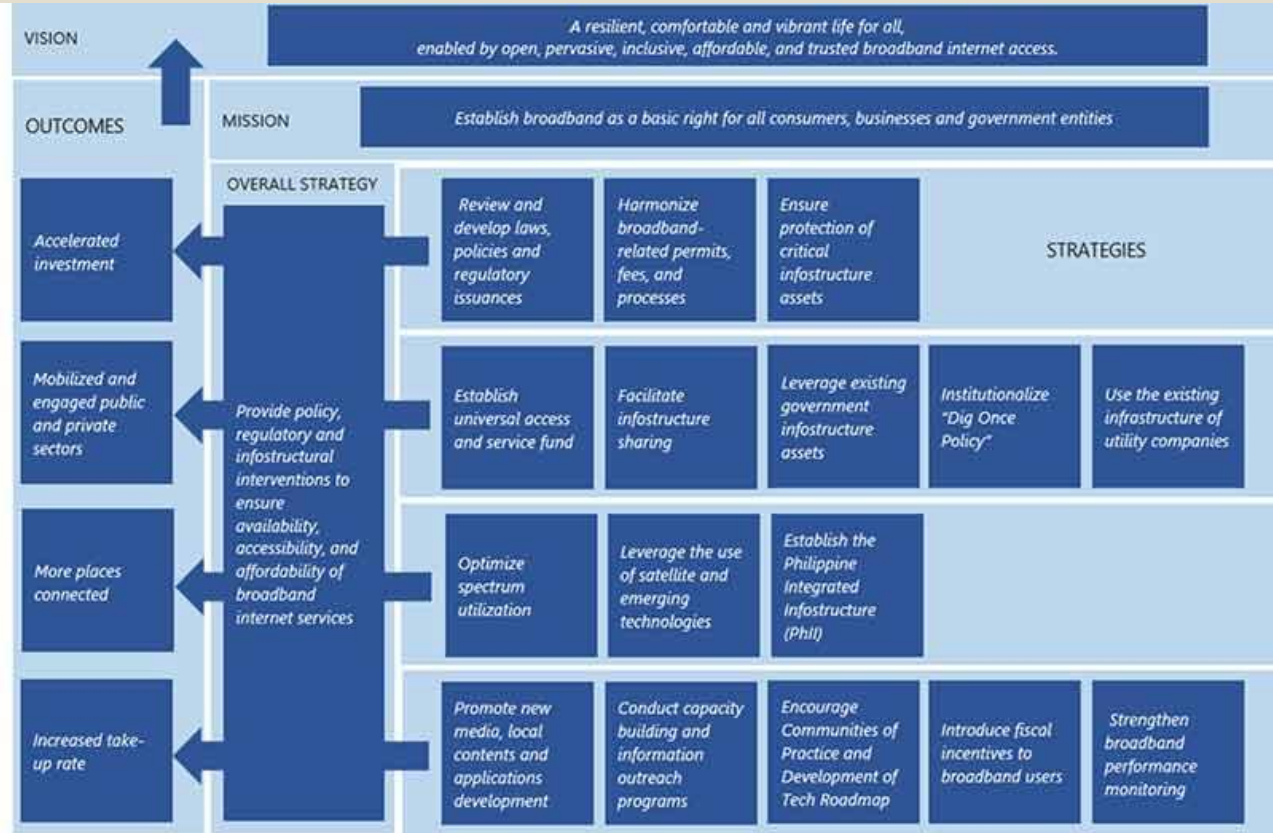 VISION
A resilient, comfortable and vibrant life for all,
enabled by open, pervasive, inclusive, affordable, and trusted broadband internet access.
OUTCOMES
MISSION
Establish broadband as a basic right for all consumers, businesses and government entities
OVERALL STRATEGY
Provide policy,
regulatory and
infostructural
interventions to
ensure
availability,
accessibility, and
affordability of
broadband
internet services
STRATEGIES
Accelerated
investment
Review and
develop laws,
policies and
regulatory
issuances
Harmonize
broadband-
related permits,
fees, and
processes
Ensure
protection of
critical
infostructure
assets
Mobilized and
engaged public
and private
sectors
Establish
universal access
and service fund
Facilitate
infostructure
sharing
Leverage existing
government
infostructure
assets
Institutionalize
"Dig Once
Policy"
Use the existing
infrastructure of
utility companies
More places
connected
Optimize
spectrum
utilization
Leverage the use
of satellite and
emerging
technologies
Establish the
Philippine
Integrated
Infostructure
(PhII)
Increased take-
up rate
Promote new
media, local
contents and
applications
development
Conduct capacity
building and
information
outreach
programs
Encourage
Communities of
Practice and
Development of
Tech Roadmap
Introduce fiscal
incentives to
broadband users
Strengthen
broadband
performance
monitoring